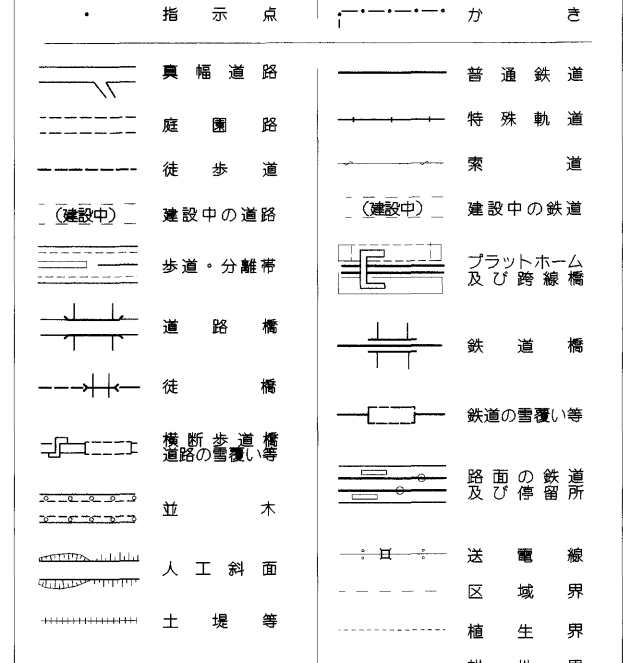 指示点
真幅道路
庭園路
徒歩道
(建設中) 建設中の道路
歩道・分離帯
道路橋
徒橋
横断歩道橋
道路の雪覆い等
並木
人工斜面
土堤等
かき
普通鉄道
特殊軌道
索道
(建設中) 建設中の鉄道
プラットホーム
及び跨線橋
鉄道橋
鉄道の雪覆い等
路面の鉄道
及び停留所
送電線
区域界
植生界